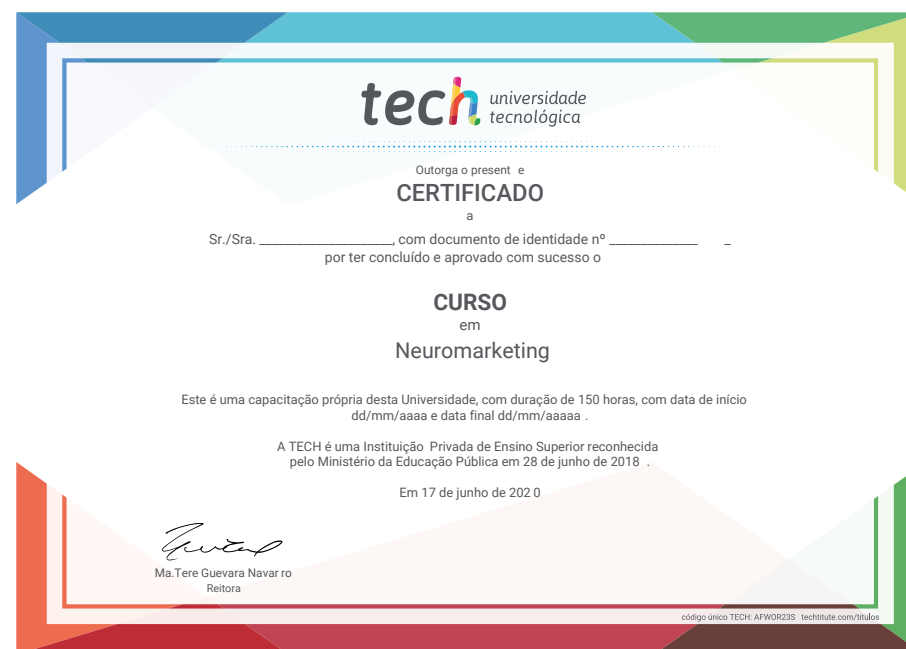 tech universidade
tecnológica
Outorga o present e
CERTIFICADO
a
Sr./Sra. ______________________, com documento de identidade nº ______________ _
por ter concluído e aprovado com sucesso o
CURSO
em
Neuromarketing
Este é uma capacitação própria desta Universidade, com duração de 150 horas, com data de início
dd/mm/aaaa e data final dd/mm/aaaaa .
A TECH é uma Instituição Privada de Ensino Superior reconhecida
pelo Ministério da Educação Pública em 28 de junho de 2018 .
Em 17 de junho de 202 0
Ma.Tere Guevara Navar ro
Reitora
código único TECH: AFWOR23S techtitute.com/titulos